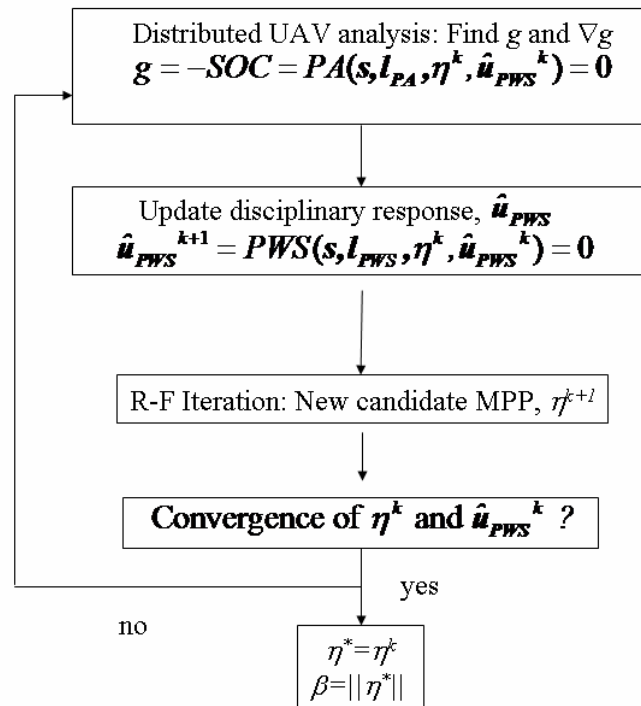 Distributed UAV analysis: Find g and ∇g
g = −SOC = PA(s, l_PA, η^k, û_PWS^k) = 0
Update disciplinary response, û_PWS
û_PWS^{k+1} = PWS(s, l_PWS, η^k, û_PWS^k) = 0
R-F Iteration: New candidate MPP, η^{k+1}
Convergence of η^k and û_PWS^k ?
yes
no
η*=η^k
β=||η*||